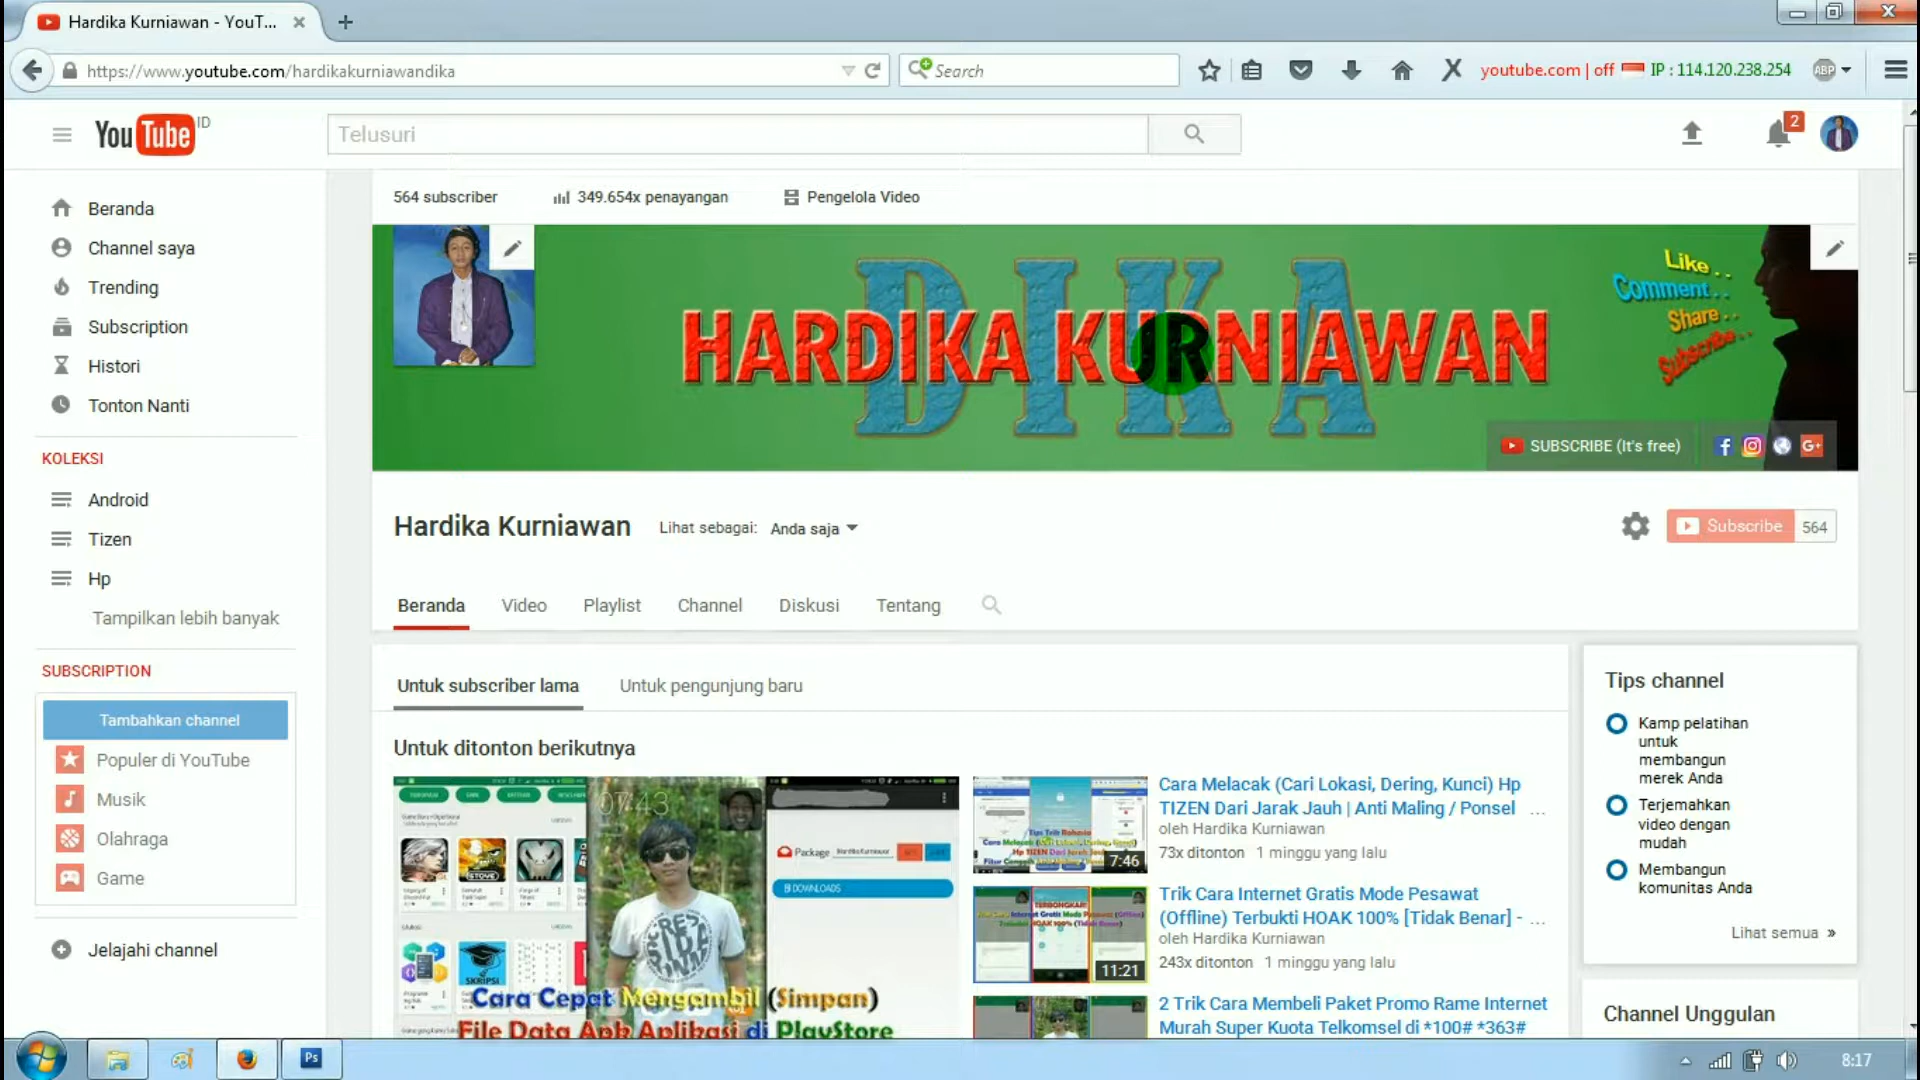 Hardika Kurniawan - YouT...
https://www.youtube.com/hardikakurniawandika
Search
youtube.com | off
IP : 114.120.238.254
ABP
YouTube ID
Telusuri
2
Beranda
Channel saya
Trending
Subscription
Histori
Tonton Nanti
KOLEKSI
Android
Tizen
Hp
Tampilkan lebih banyak
SUBSCRIPTION
Tambahkan channel
Populer di YouTube
Musik
Olahraga
Game
Jelajahi channel
564 subscriber
349.654x penayangan
Pengelola Video
DIKA
HARDIKA KURNIAWAN
Like . .
Comment. . .
Share . .
Subscribe . .
SUBSCRIBE (It's free)
Hardika Kurniawan
Lihat sebagai: Anda saja
Subscribe 564
Beranda Video Playlist Channel Diskusi Tentang
Untuk subscriber lama Untuk pengunjung baru
Untuk ditonton berikutnya
07:43
Package
DOWNLOADS
SKRIPSI
Cara Cepat Mengambil (Simpan)
File Data Apk Aplikasi di PlayStore
7:46
Cara Melacak (Cari Lokasi, Dering, Kunci) Hp
TIZEN Dari Jarak Jauh | Anti Maling / Ponsel ...
oleh Hardika Kurniawan
73x ditonton 1 minggu yang lalu
11:21
Trik Cara Internet Gratis Mode Pesawat
(Offline) Terbukti HOAK 100% [Tidak Benar] - ...
oleh Hardika Kurniawan
243x ditonton 1 minggu yang lalu
2 Trik Cara Membeli Paket Promo Rame Internet
Murah Super Kuota Telkomsel di *100# *363#
Tips channel
Kamp pelatihan
untuk
membangun
merek Anda
Terjemahkan
video dengan
mudah
Membangun
komunitas Anda
Lihat semua »
Channel Unggulan
Ps
8:17